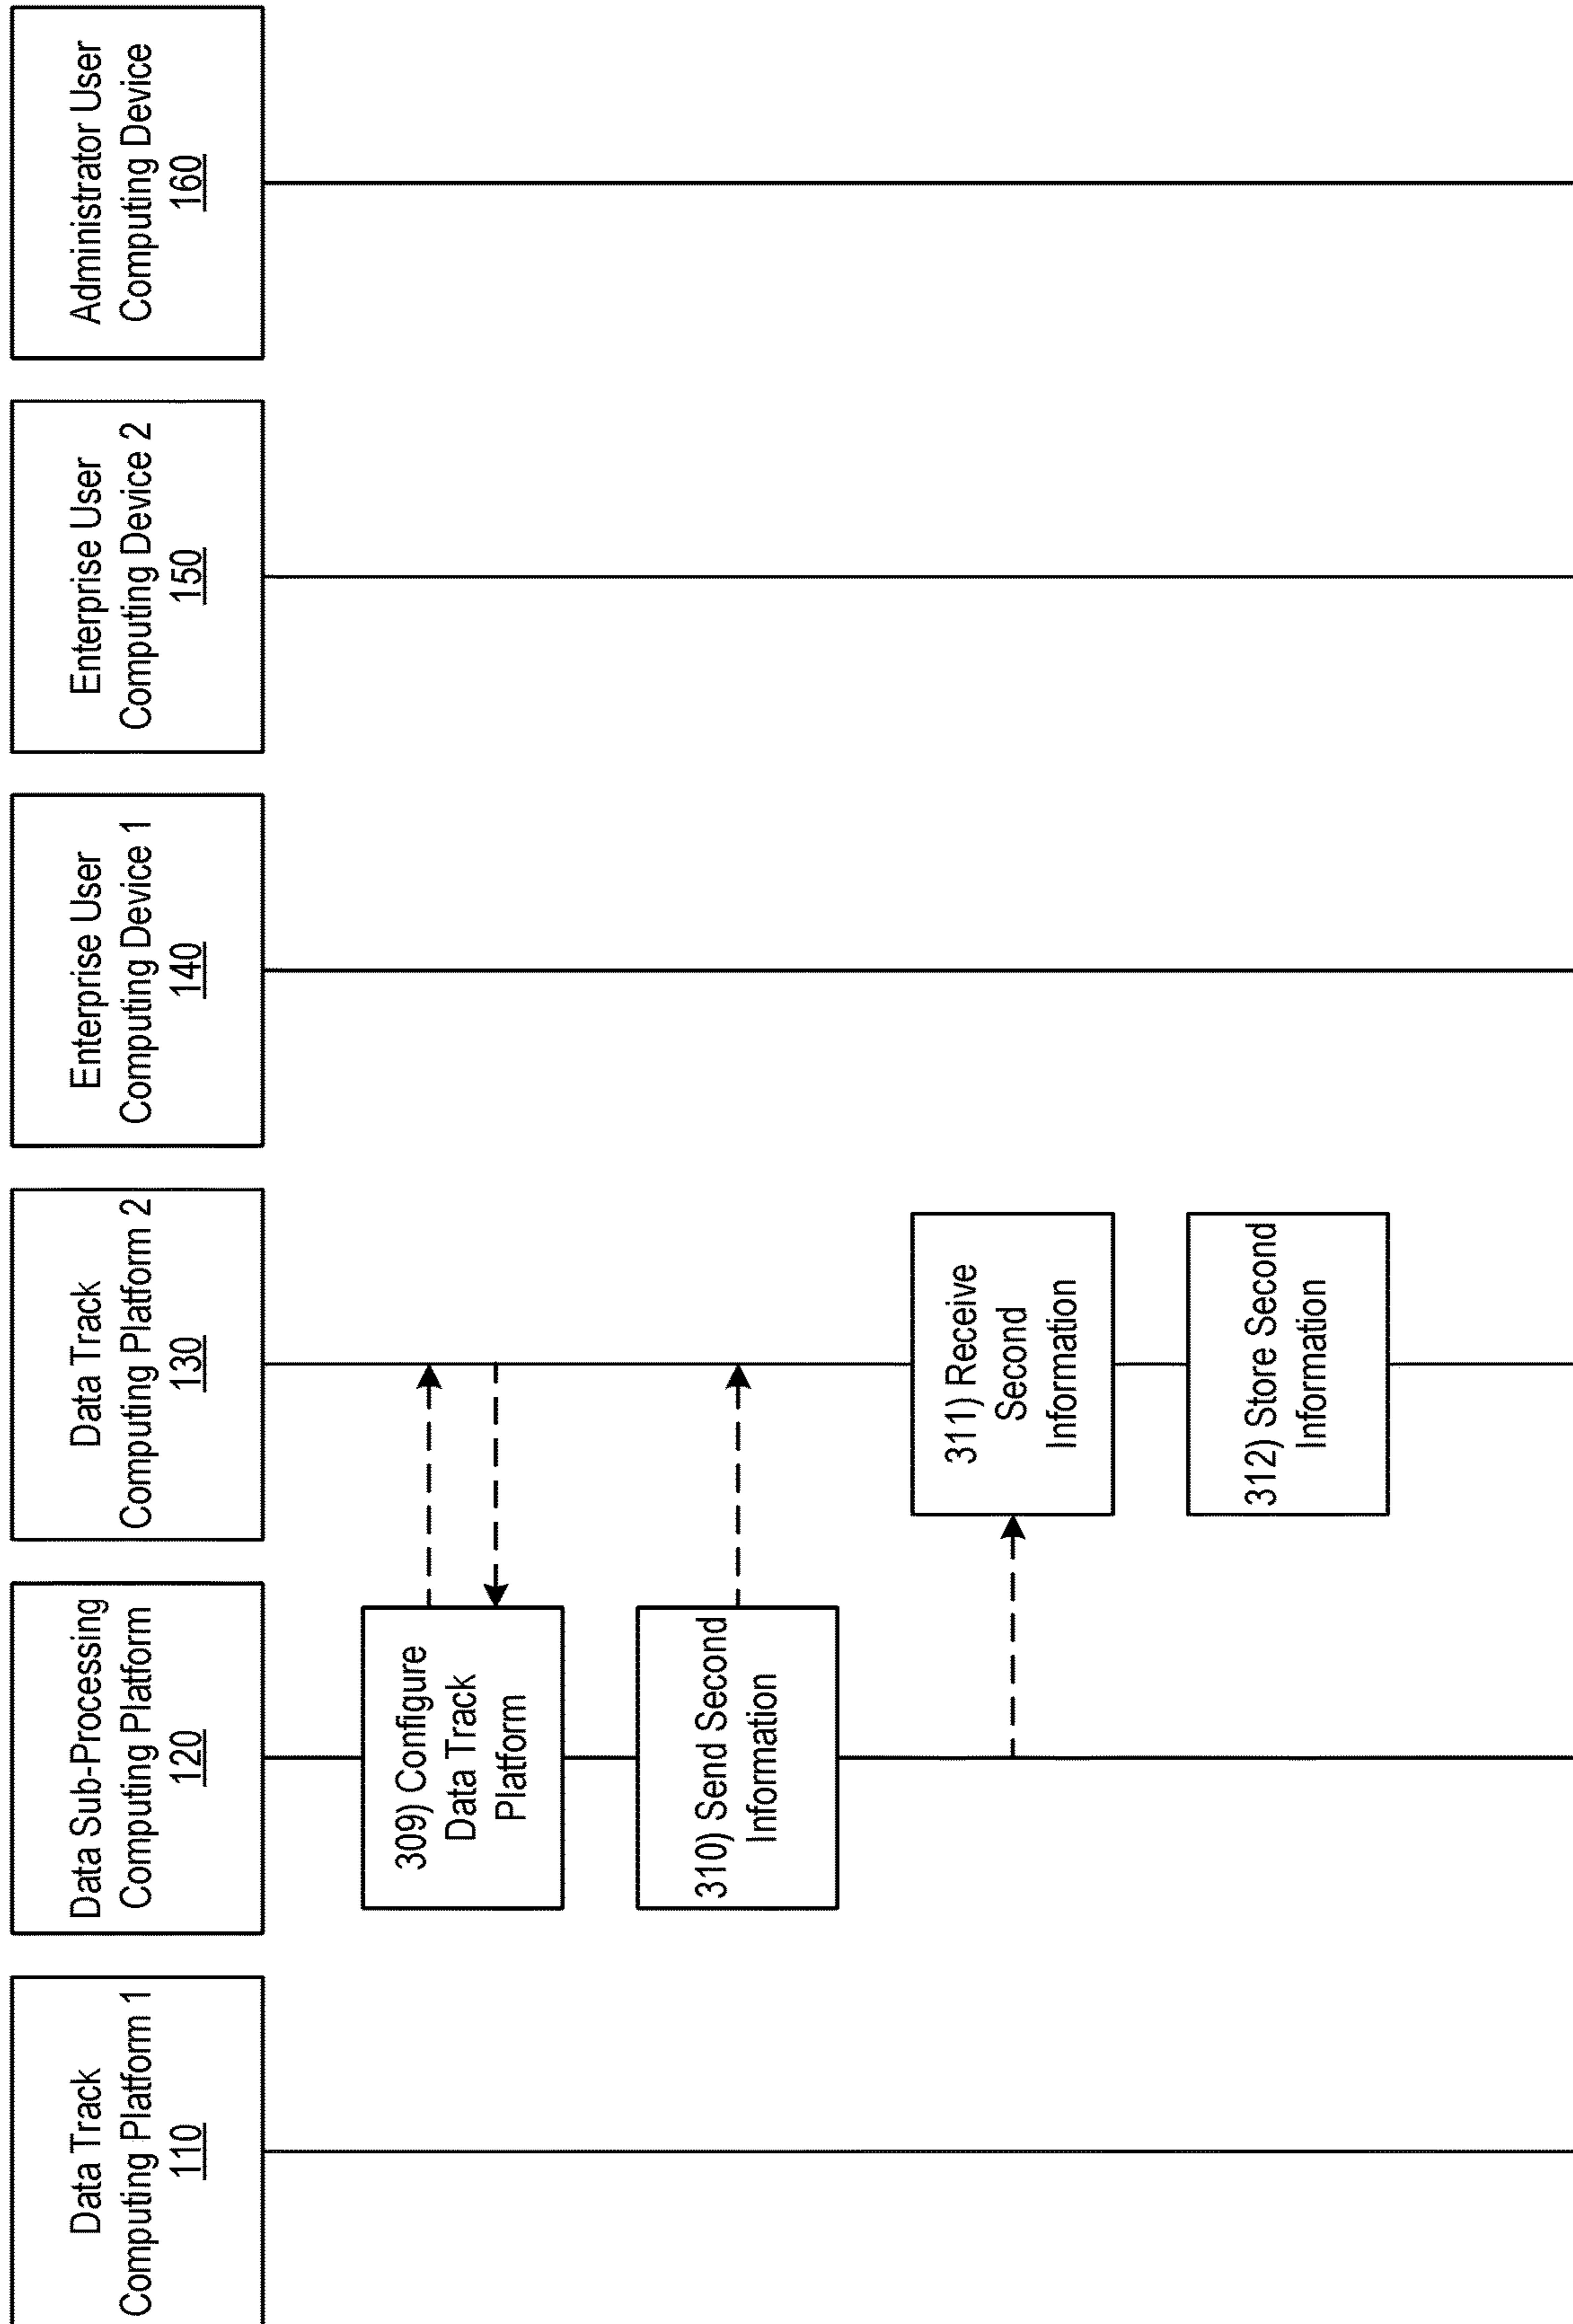 Data Track
Computing Platform 1
110
Data Sub-Processing
Computing Platform
120
Data Track
Computing Platform 2
130
Enterprise User
Computing Device 1
140
Enterprise User
Computing Device 2
150
Administrator User
Computing Device
160
309) Configure
Data Track
Platform
310) Send Second
Information
311) Receive
Second
Information
312) Store Second
Information